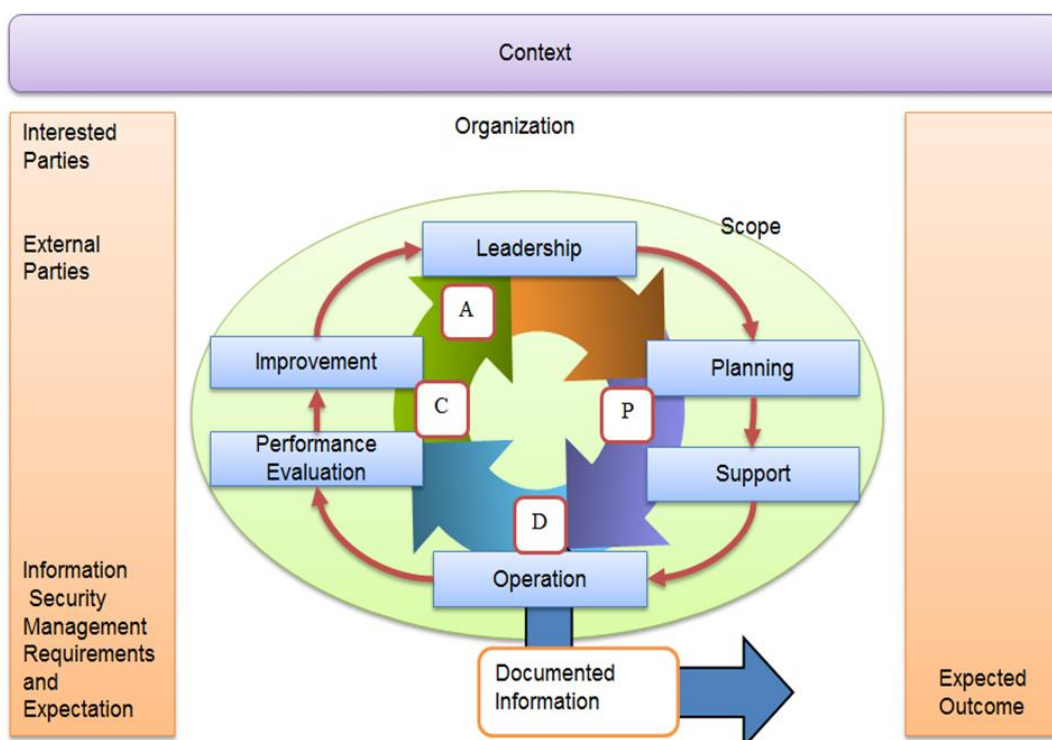 Context
Interested
Parties
External
Parties
Information
Security
Management
Requirements
and
Expectation
Organization
Scope
Leadership
A
Improvement
Planning
C
P
Performance
Evaluation
Support
D
Operation
Documented
Information
Expected
Outcome